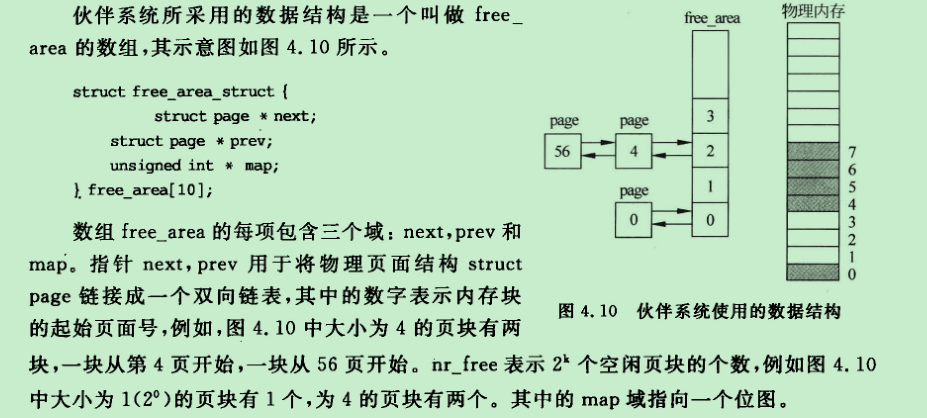 伙伴系统所采用的数据结构是一个叫做 free_
area 的数组,其示意图如图 4.10 所示。
struct free_area_struct {
struct page * next;
struct page * prev;
unsigned int * map;
} free_area[10];
数组 free_area 的每项包含三个域：next,prev 和
map。指针 next,prev 用于将物理页面结构 struct
page 链接成一个双向链表,其中的数字表示内存块
的起始页面号,例如,图 4.10 中大小为 4 的页块有两
块,一块从第 4 页开始,一块从 56 页开始。nr_free 表示 2ᵏ 个空闲页块的个数,例如图 4.10
中大小为 1(2⁰)的页块有 1 个,为 4 的页块有两个。其中的 map 域指向一个位图。
free_area
物理内存
3
page
page
56
4
2
1
page
0
0
7
6
5
4
3
2
1
0
图 4.10 伙伴系统使用的数据结构